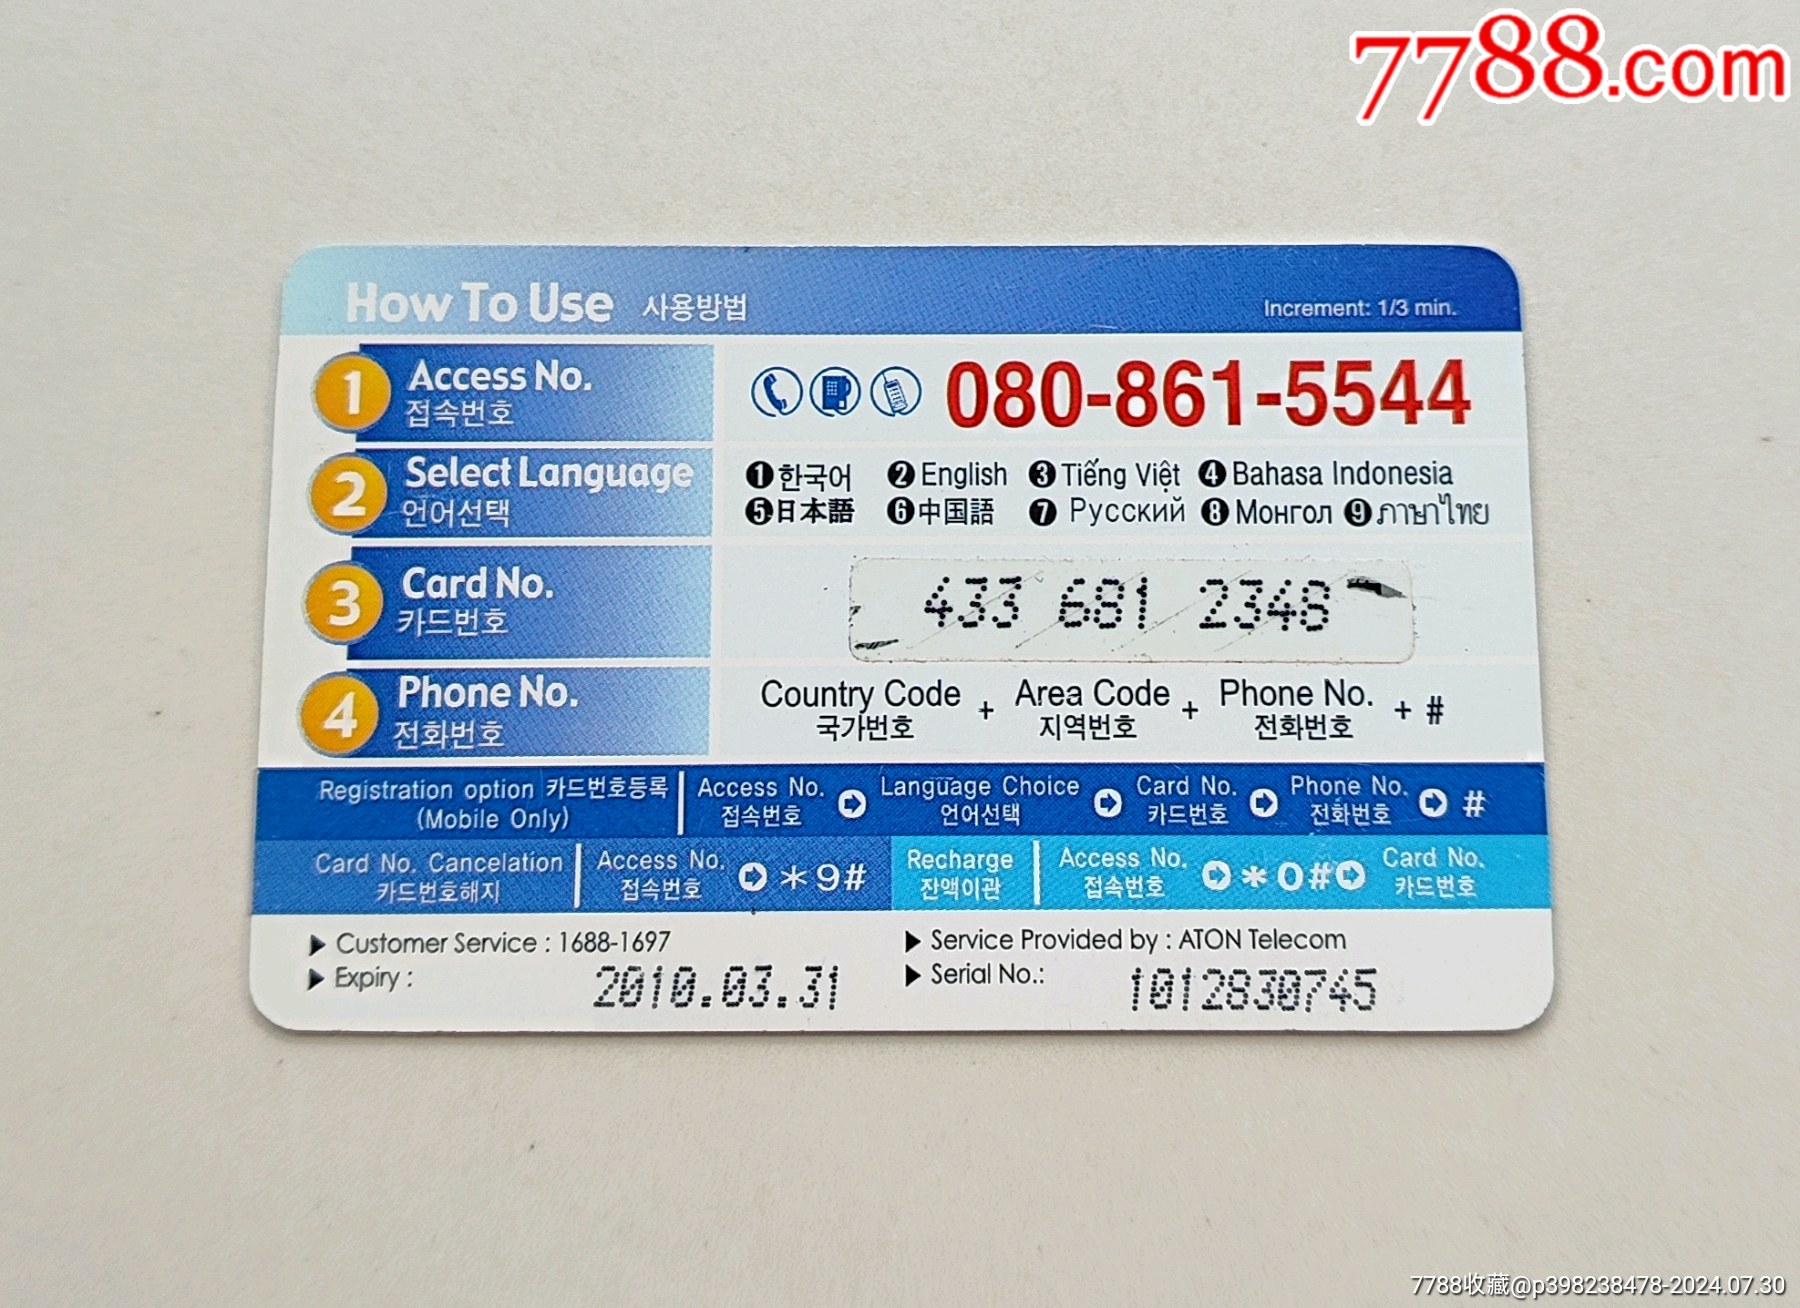 7788.com
How To Use 사용방법
Increment: 1/3 min.
1 Access No.
접속번호
080-861-5544
2 Select Language
언어선택
❶한국어 ❷English ❸Tiếng Việt ❹Bahasa Indonesia
❺日本語 ❻中国語 ❼Русский ❽Монгол ❾ภาษาไทย
3 Card No.
카드번호
433 681 2348
4 Phone No.
전화번호
Country Code + Area Code + Phone No. + #
국가번호 지역번호 전화번호
Registration option 카드번호등록
(Mobile Only)
Access No. Language Choice Card No. Phone No. #
접속번호 언어선택 카드번호 전화번호
Card No. Cancelation
카드번호해지
Access No. *9#
접속번호
Recharge
잔액이관
Access No. *0# Card No.
접속번호 카드번호
Customer Service : 1688-1697
Expiry : 2010.03.31
Service Provided by : ATON Telecom
Serial No.: 1012830745
7788收藏@p398238478-2024.07.30